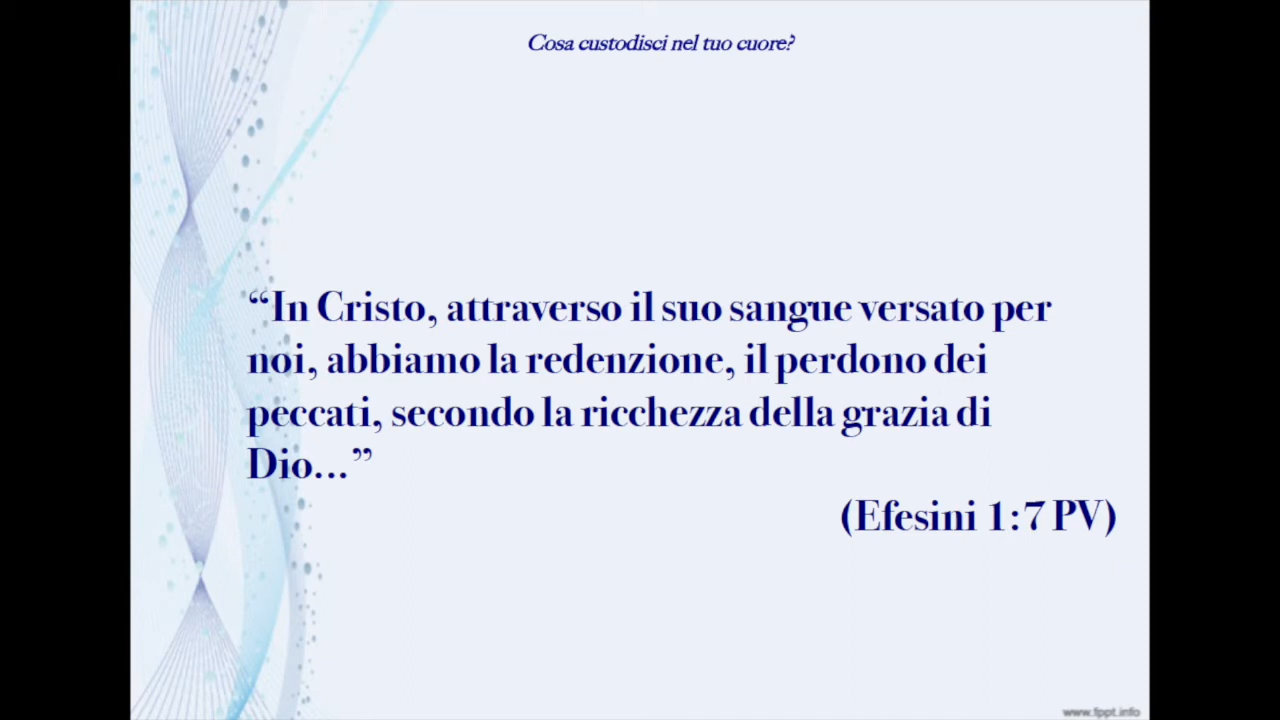 Cosa custodisci nel tuo cuore?
“In Cristo, attraverso il suo sangue versato per
noi, abbiamo la redenzione, il perdono dei
peccati, secondo la ricchezza della grazia di
Dio...”
(Efesini 1:7 PV)
www.fppt.info